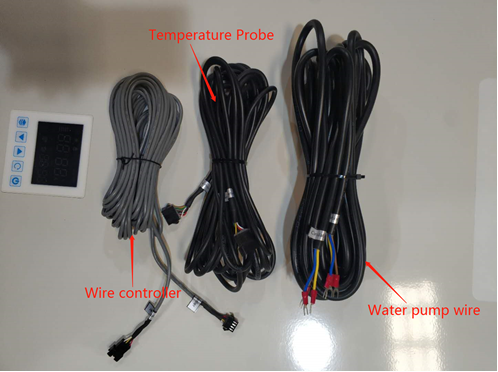 Temperature Probe
Wire controller
Water pump wire